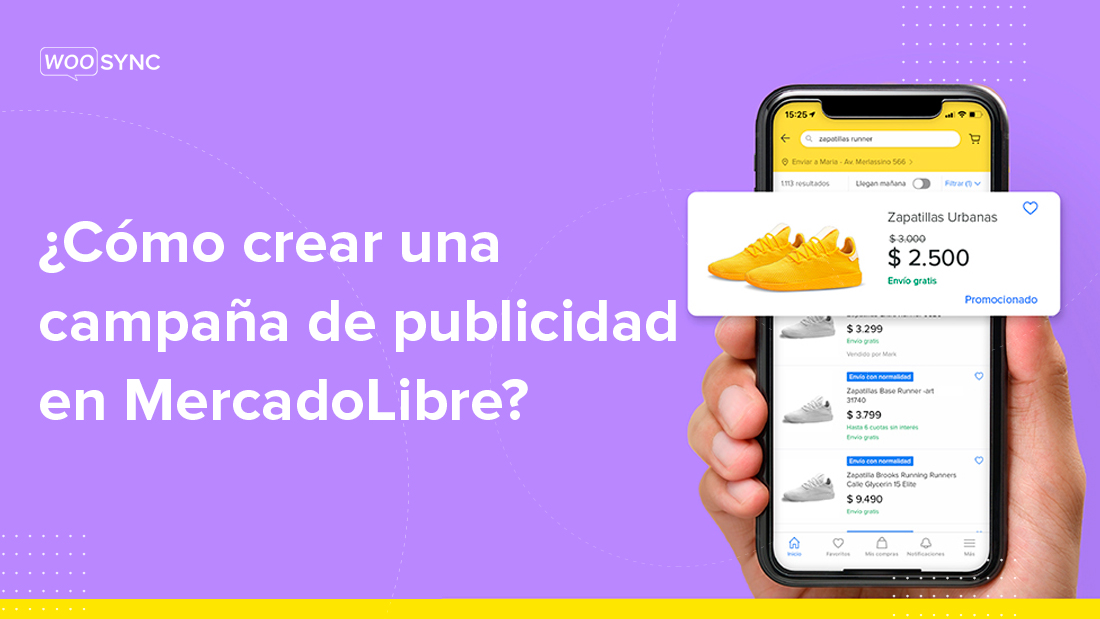 WOO SYNC
¿Cómo crear una
campaña de publicidad
en MercadoLibre?
15:25
zapatillas runner
Enviar a Maria - Av. Merlassino 566 >
1.113 resultados Llegan mañana Filtrar (1)
Zapatillas Urbanas
$ 3.000
$ 2.500
Envío gratis
Promocionado
$ 3.299
Envío gratis
Vendido por Mark
Envío con normalidad
Zapatillas Base Runner -art
31740
$ 3.799
Hasta 6 cuotas sin interés
Envío gratis
Envío con normalidad
Zapatilla Brooks Running Runners
Calle Glycerin 15 Elite
$ 9.490
Envío gratis
Inicio Favoritos Mis compras Notificaciones Más